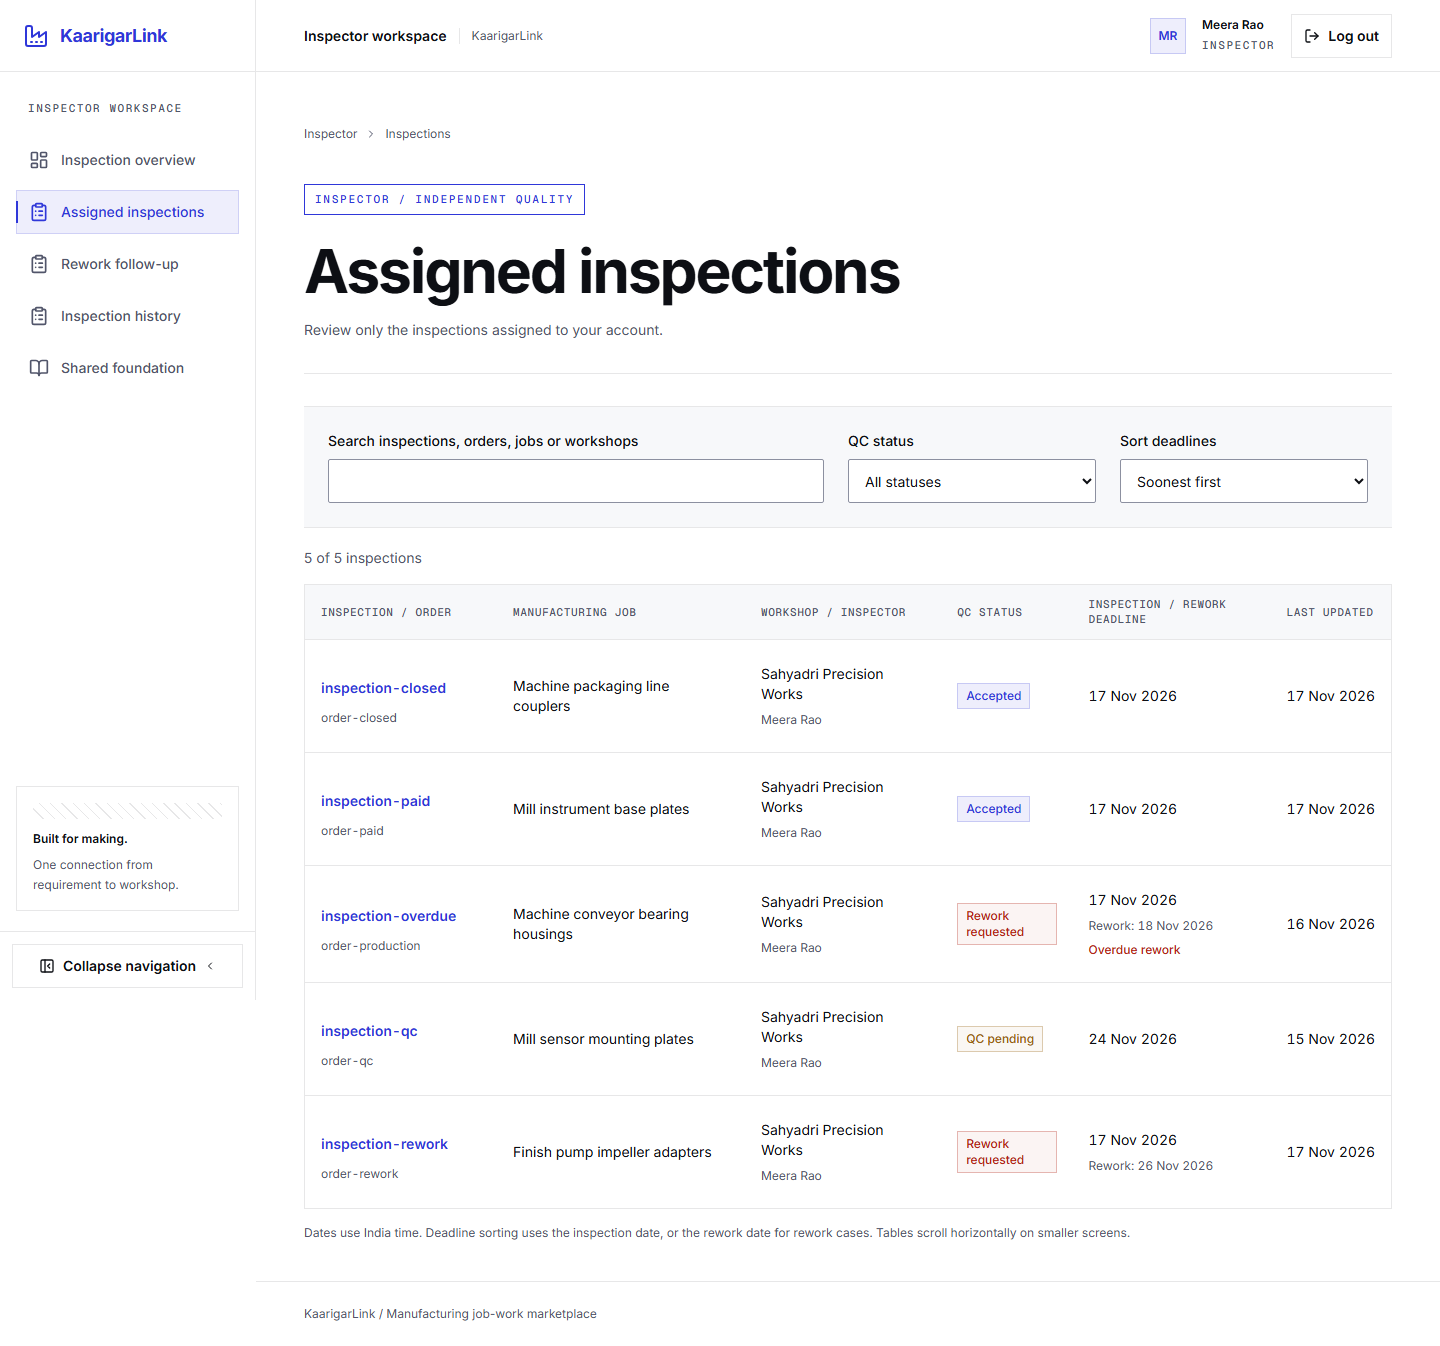 KaarigarLink
Inspector workspace
KaarigarLink
MR
Meera Rao
INSPECTOR
Log out
INSPECTOR WORKSPACE
Inspection overview
Assigned inspections
Rework follow-up
Inspection history
Shared foundation
Built for making.
One connection from
requirement to workshop.
Collapse navigation
Inspector > Inspections
INSPECTOR / INDEPENDENT QUALITY
Assigned inspections
Review only the inspections assigned to your account.
Search inspections, orders, jobs or workshops
QC status
All statuses
Sort deadlines
Soonest first
5 of 5 inspections
INSPECTION / ORDER
MANUFACTURING JOB
WORKSHOP / INSPECTOR
QC STATUS
INSPECTION / REWORK
DEADLINE
LAST UPDATED
inspection-closed
order-closed
Machine packaging line
couplers
Sahyadri Precision
Works
Meera Rao
Accepted
17 Nov 2026
17 Nov 2026
inspection-paid
order-paid
Mill instrument base plates
Sahyadri Precision
Works
Meera Rao
Accepted
17 Nov 2026
17 Nov 2026
inspection-overdue
order-production
Machine conveyor bearing
housings
Sahyadri Precision
Works
Meera Rao
Rework
requested
17 Nov 2026
Rework: 18 Nov 2026
Overdue rework
16 Nov 2026
inspection-qc
order-qc
Mill sensor mounting plates
Sahyadri Precision
Works
Meera Rao
QC pending
24 Nov 2026
15 Nov 2026
inspection-rework
order-rework
Finish pump impeller adapters
Sahyadri Precision
Works
Meera Rao
Rework
requested
17 Nov 2026
Rework: 26 Nov 2026
17 Nov 2026
Dates use India time. Deadline sorting uses the inspection date, or the rework date for rework cases. Tables scroll horizontally on smaller screens.
KaarigarLink / Manufacturing job-work marketplace